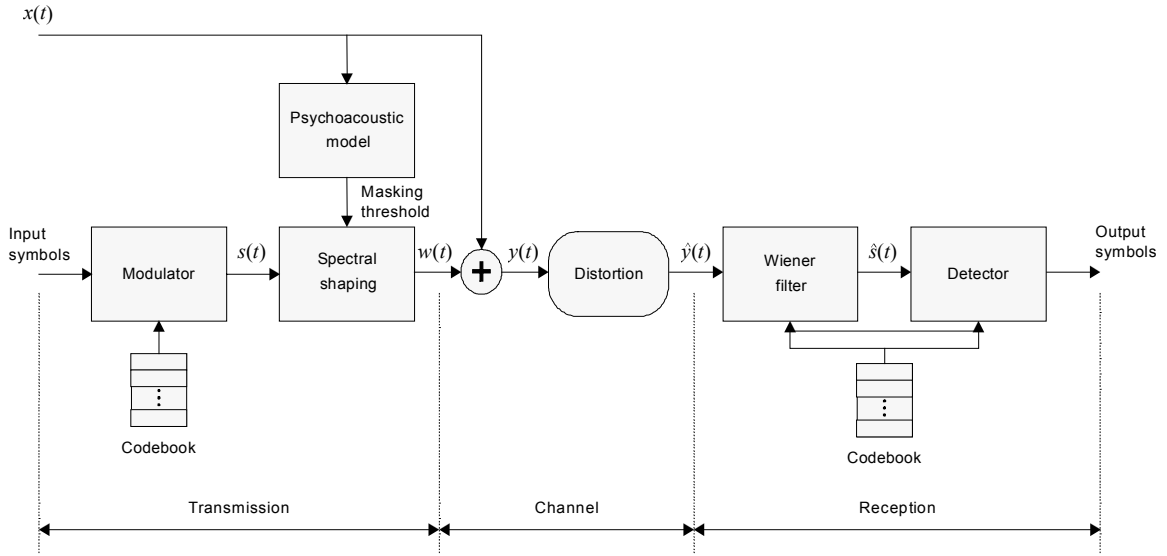 x(t)
Psychoacoustic
model
Masking
threshold
Input
symbols
Modulator
s(t)
Spectral
shaping
w(t)
+
y(t)
Distortion
ŷ(t)
Wiener
filter
ŝ(t)
Detector
Output
symbols
Codebook
Codebook
Transmission
Channel
Reception